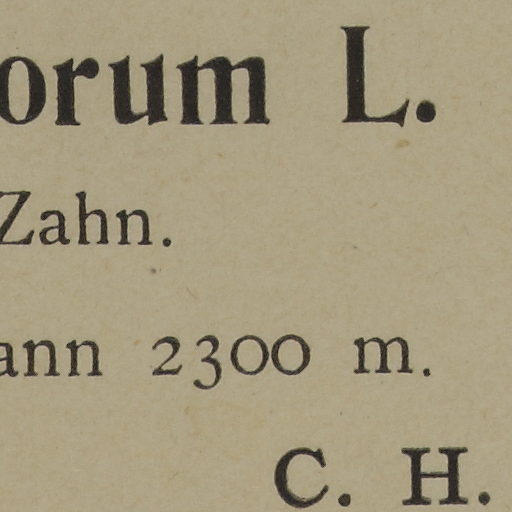 orum L.
Zahn.
ann 2300 m.
C. H.